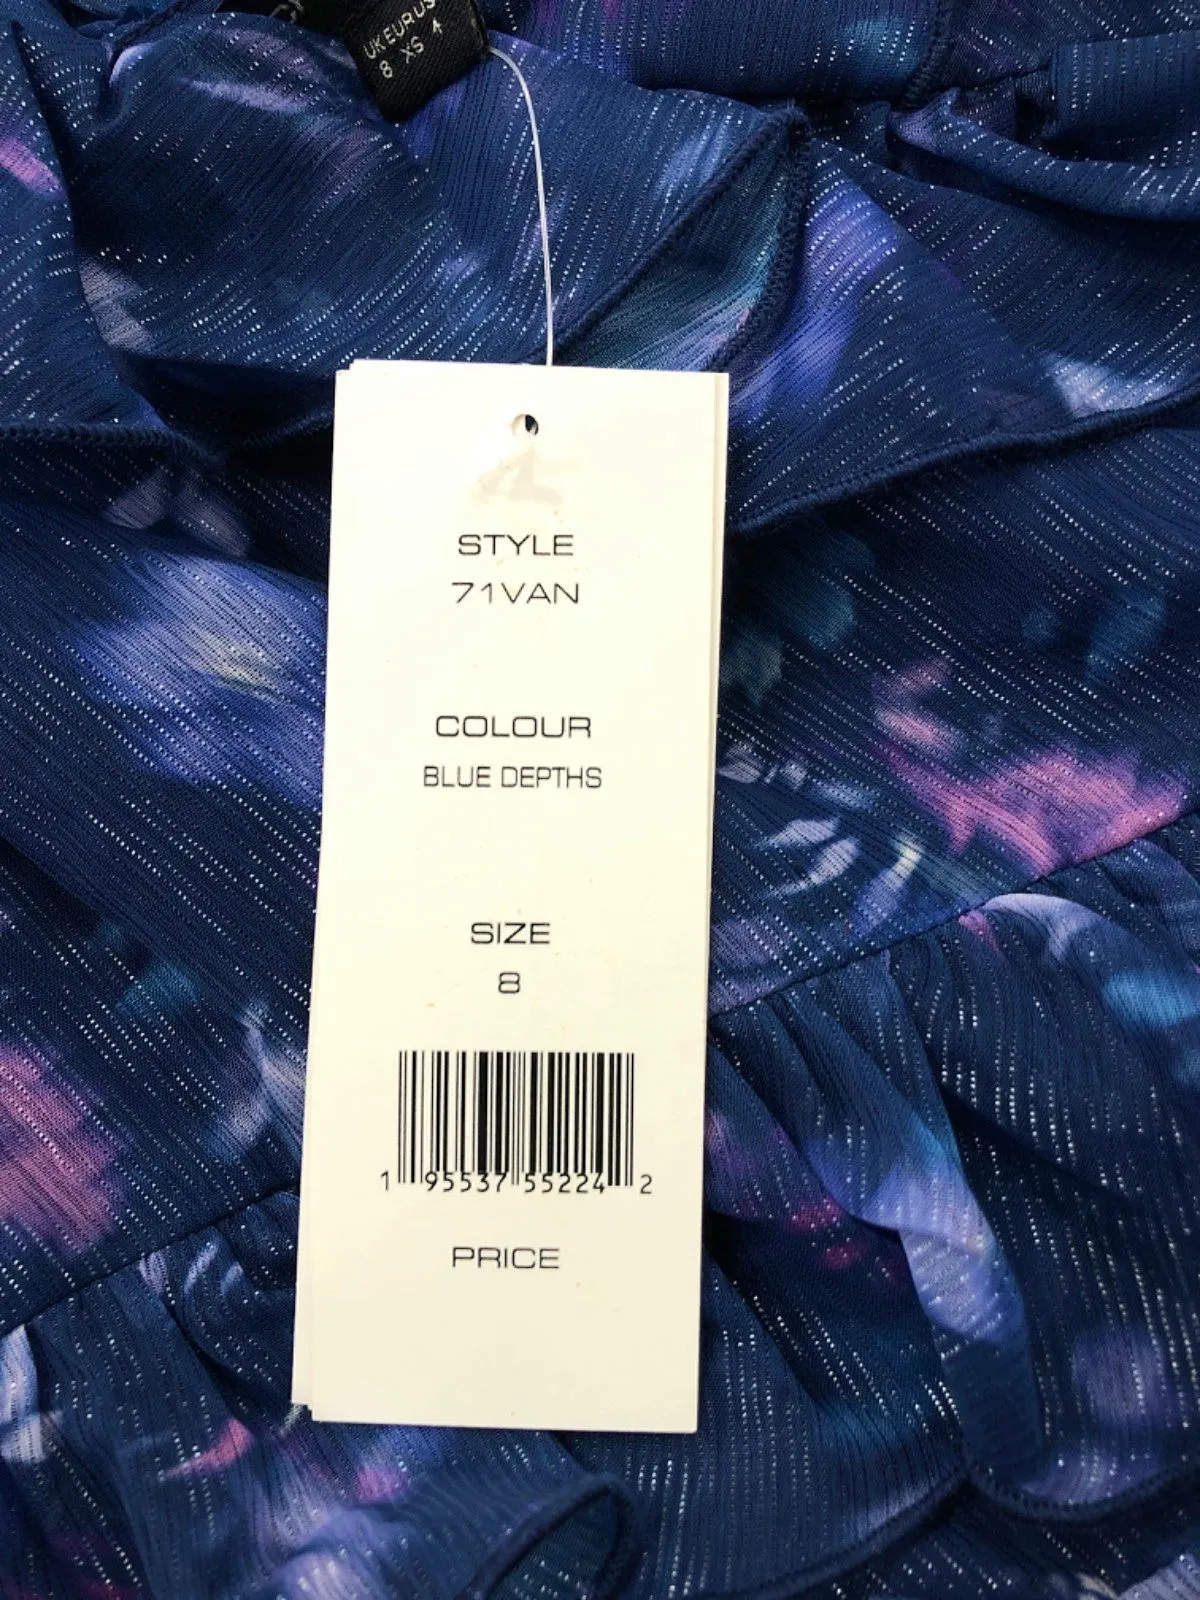 UK EUR US
8 XS 4
STYLE
71VAN
COLOUR
BLUE DEPTHS
SIZE
8
1 95537 55224 2
PRICE